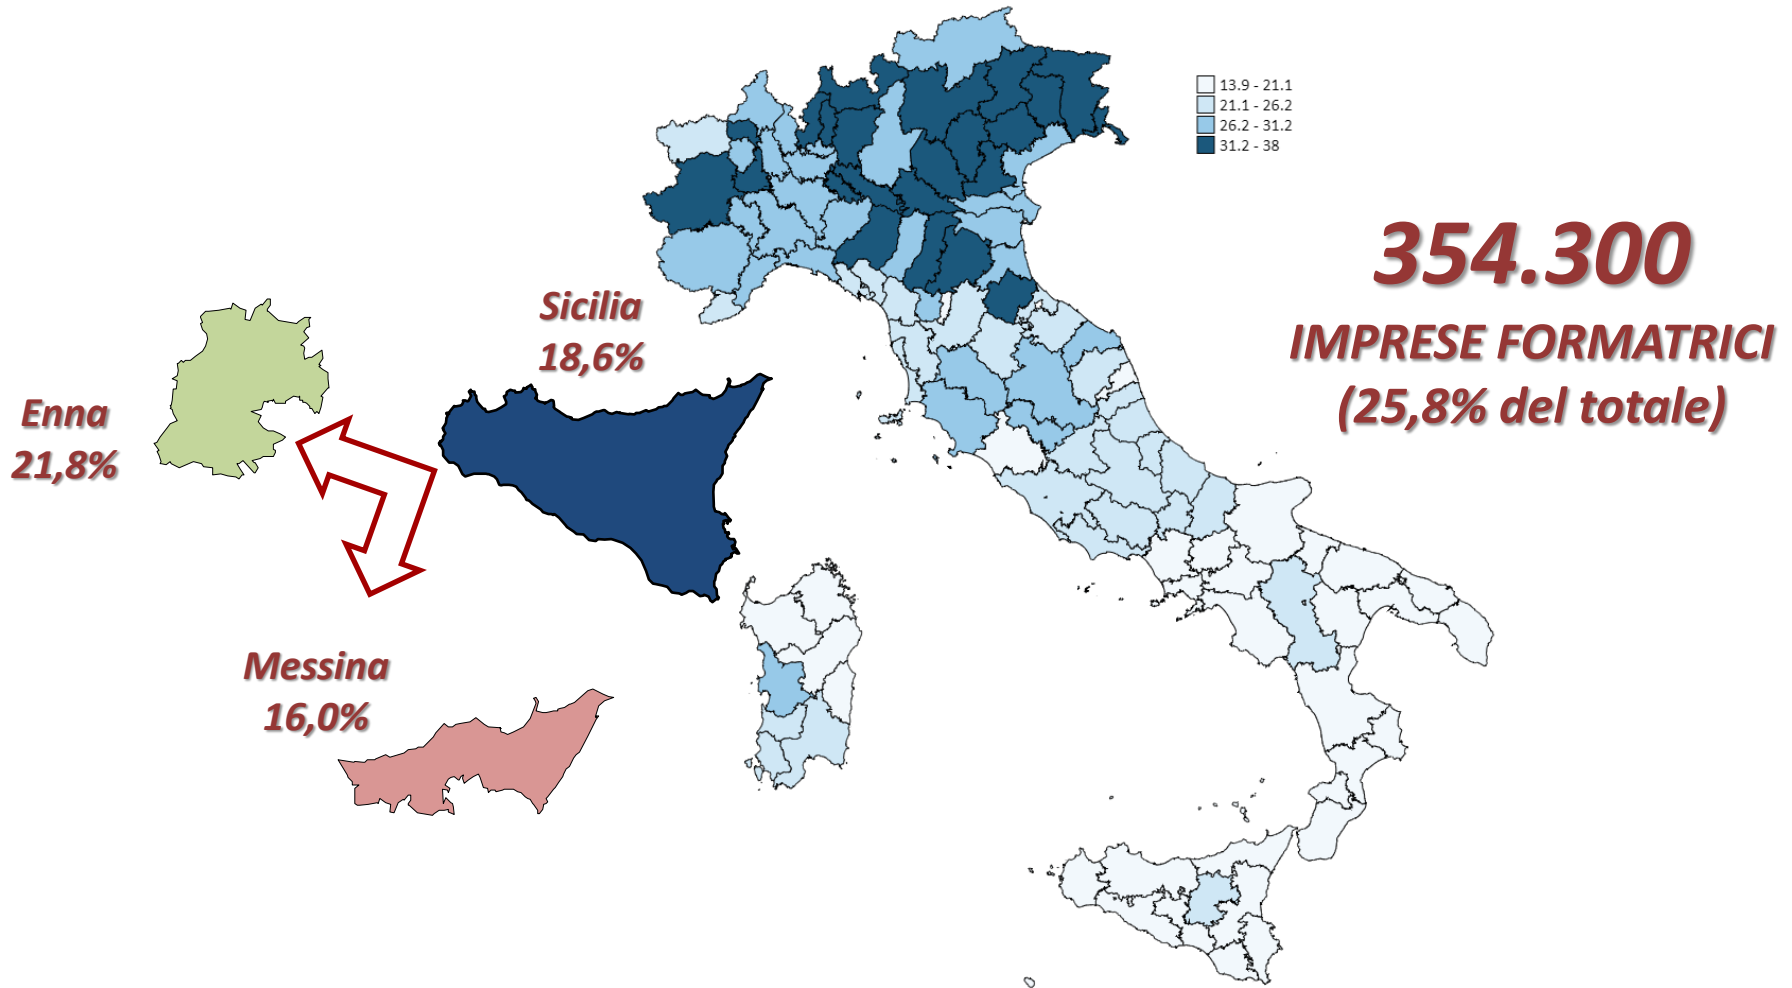 13.9 - 21.1
21.1 - 26.2
26.2 - 31.2
31.2 - 38
354.300
IMPRESE FORMATRICI
(25,8% del totale)
Sicilia
18,6%
Enna
21,8%
Messina
16,0%